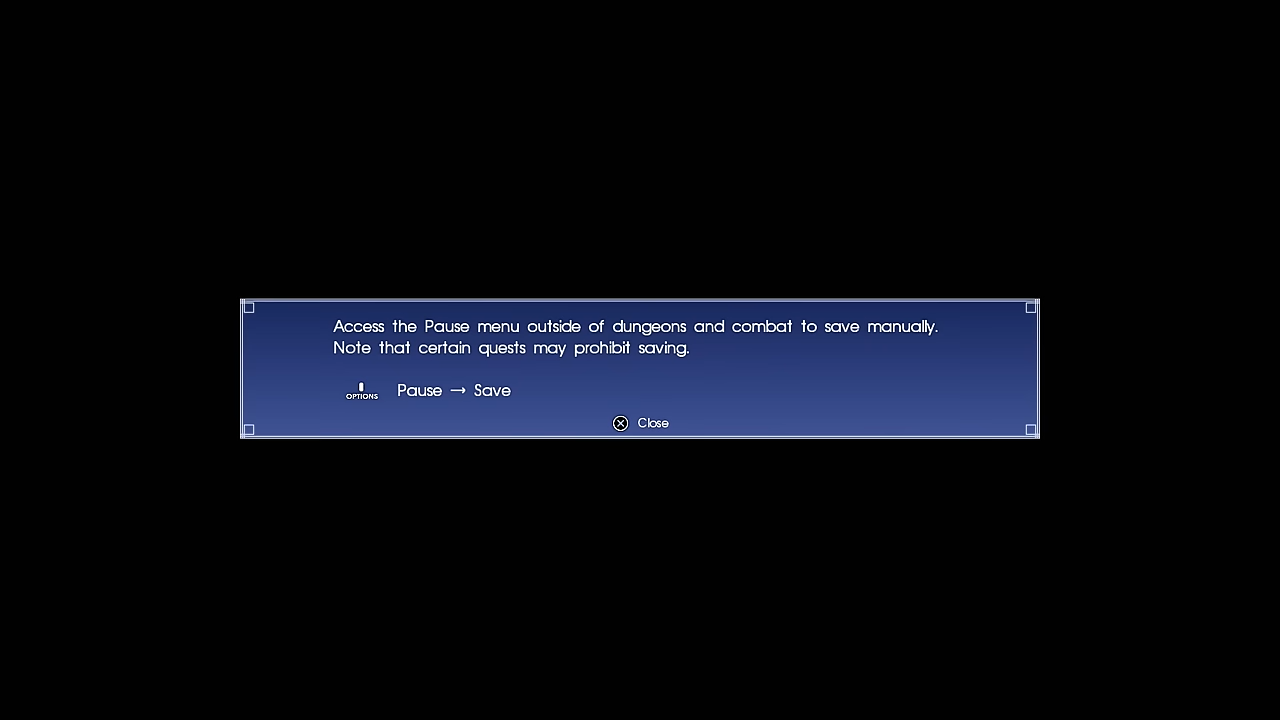 Access the Pause menu outside of dungeons and combat to save manually.
Note that certain quests may prohibit saving.
OPTIONS Pause → Save
Close